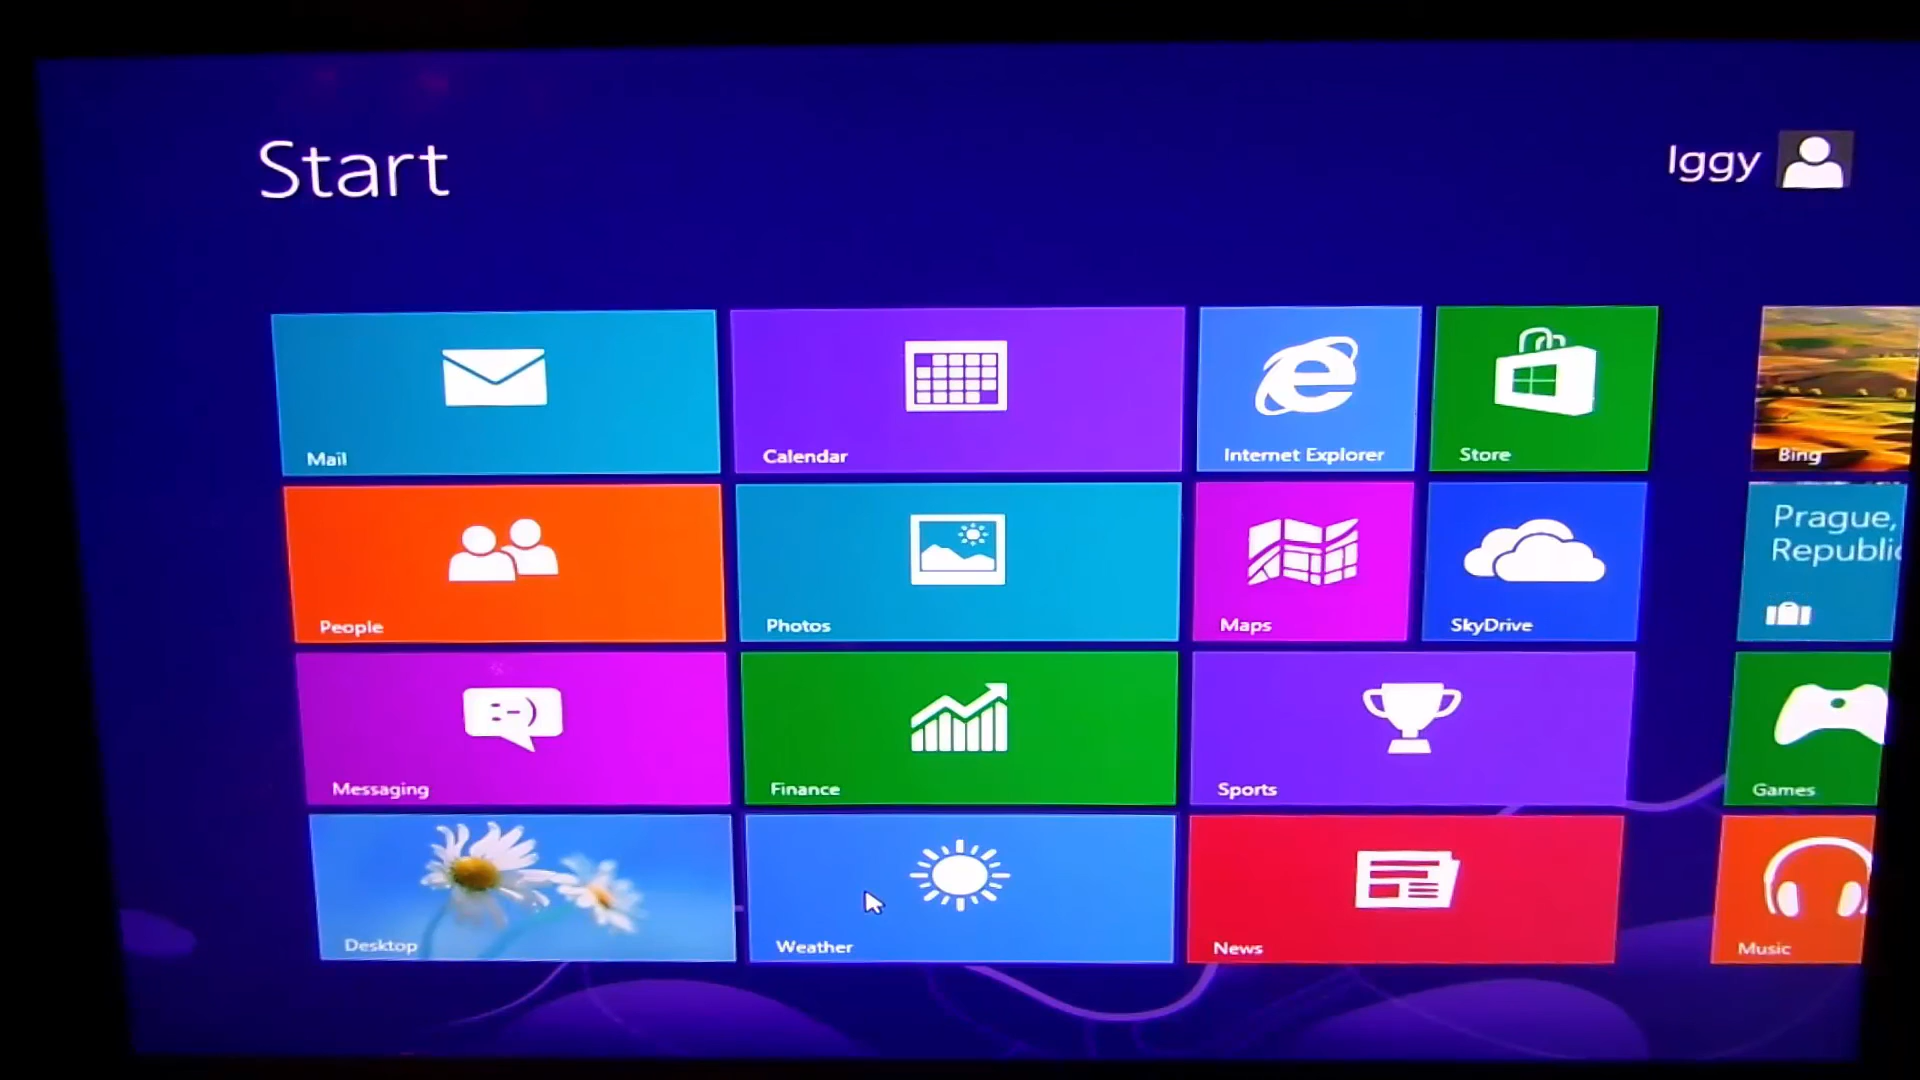 Start
Iggy
Mail
Calendar
Internet Explorer
Store
Bing
People
Photos
Maps
SkyDrive
Prague,
Republic
Messaging
:-)
Finance
Sports
Games
Desktop
Weather
News
Music